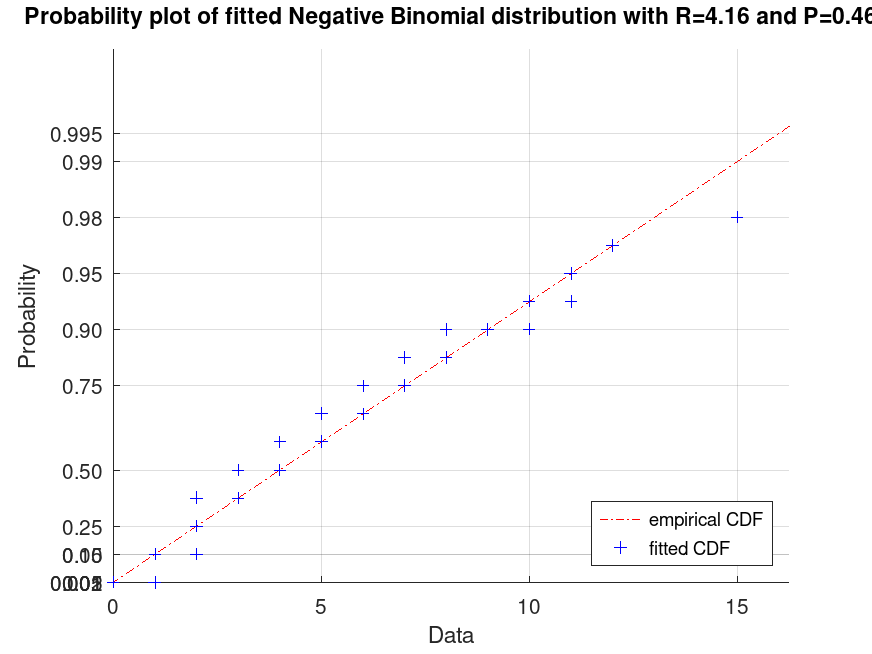 Probability plot of fitted Negative Binomial distribution with R=4.16 and P=0.46
0.995
0.99
0.98
0.95
0.90
0.75
0.50
0.25
0 5 10 15
Probability
Data
empirical CDF
fitted CDF